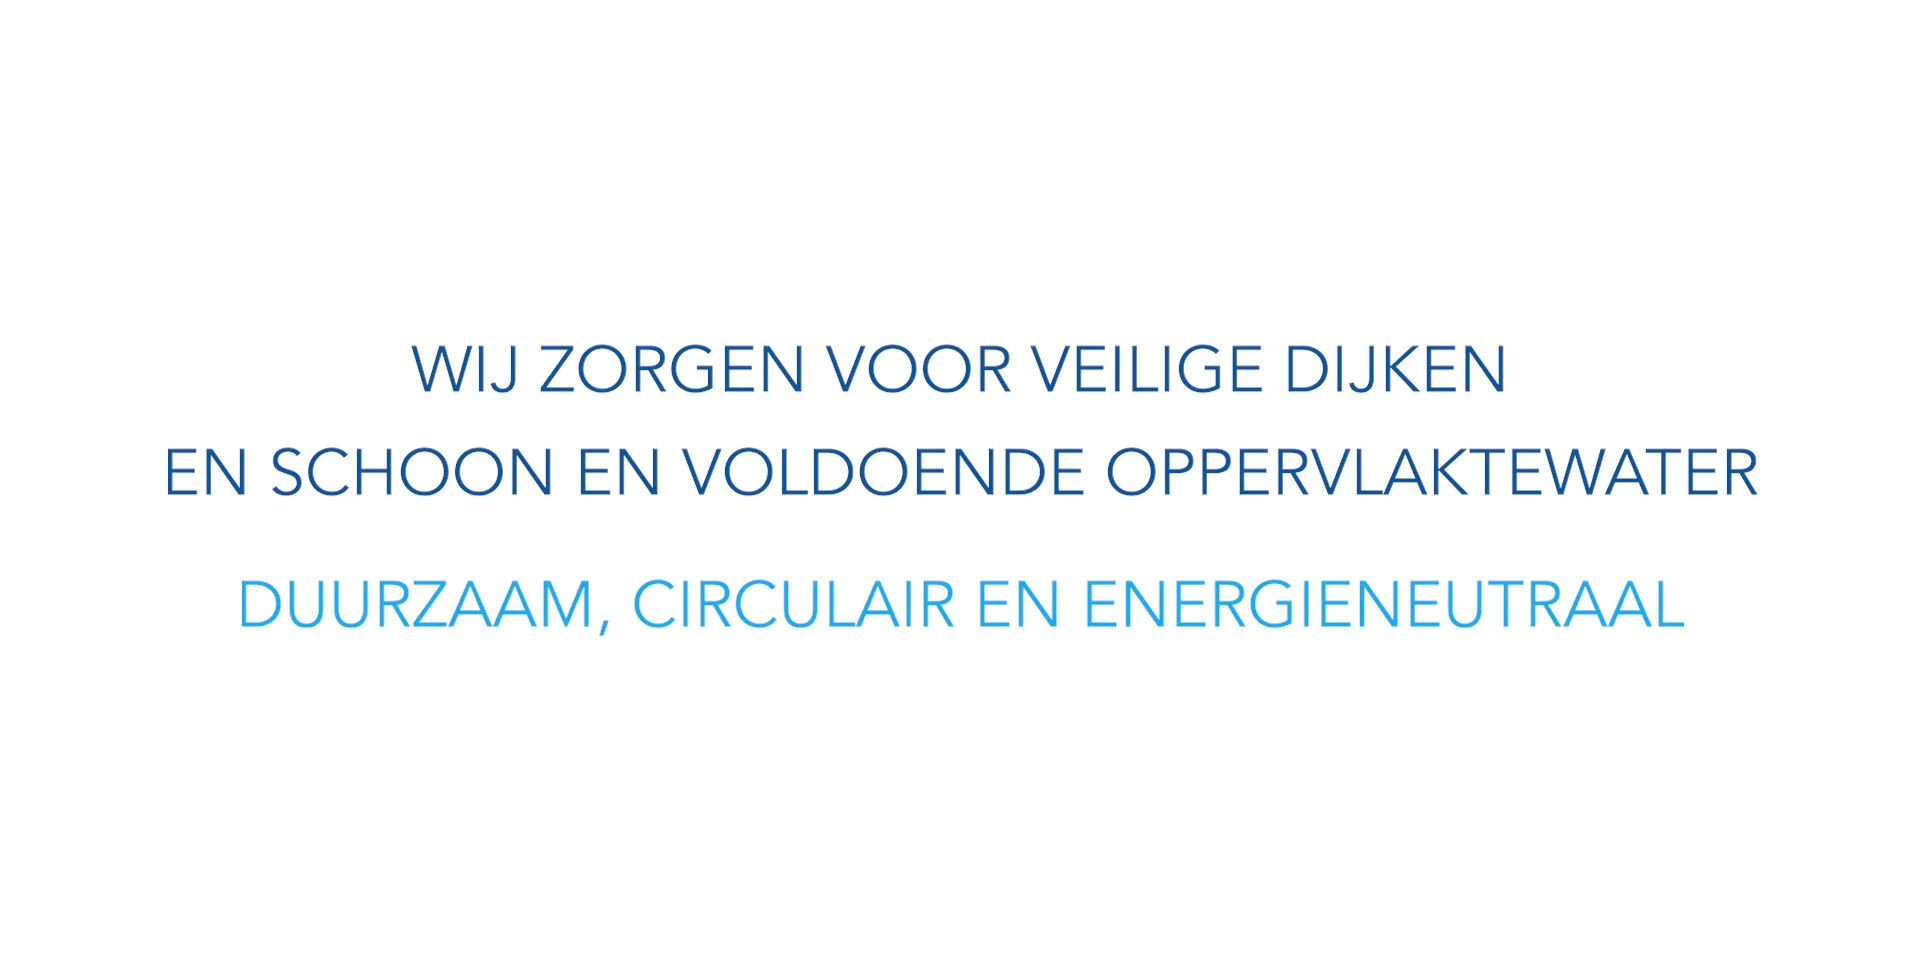 WIJ ZORGEN VOOR VEILIGE DIJKEN
EN SCHOON EN VOLDOENDE OPPERVLAKTEWATER
DUURZAAM, CIRCULAIR EN ENERGIENEUTRAAL